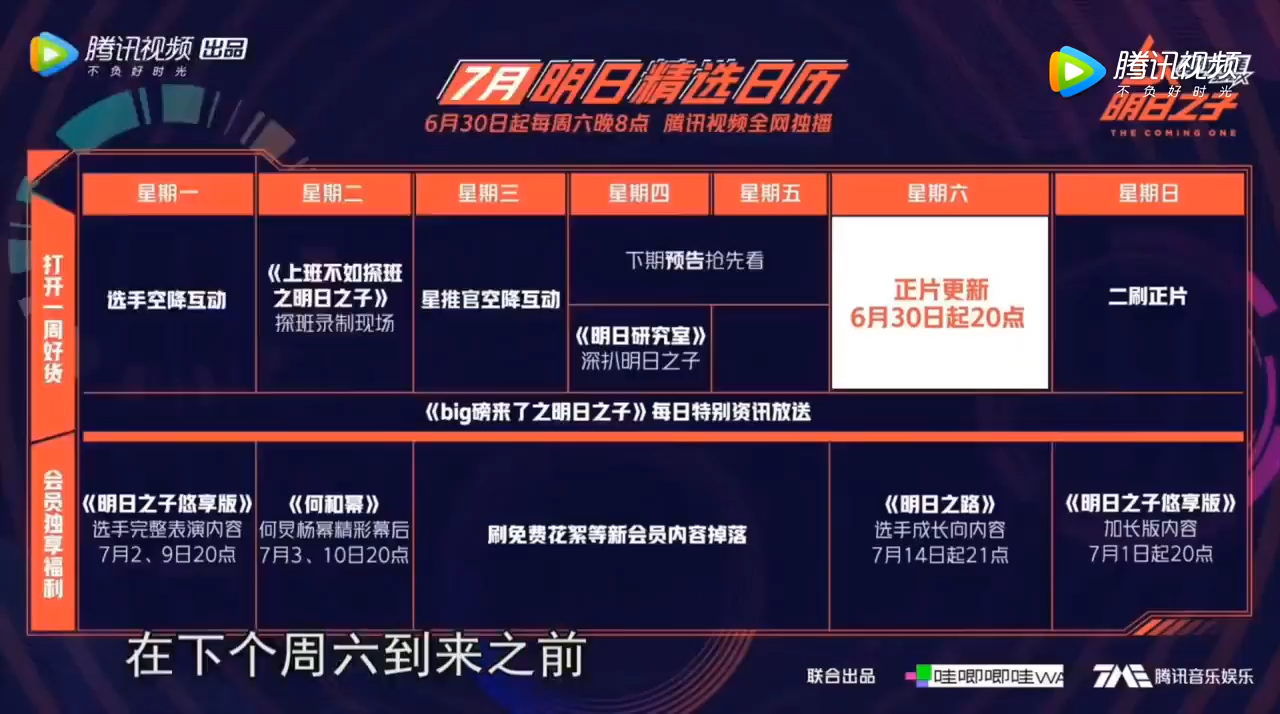 腾讯视频 出品
不负好时光
7月明日精选日历
6月30日起每周六晚8点 腾讯视频全网独播
腾讯视频
不负好时光
明日之子
THE COMING ONE
星期一
星期二
星期三
星期四
星期五
星期六
星期日
打开一周好货
选手空降互动
《上班不如探班
之明日之子》
探班录制现场
星推官空降互动
下期预告抢先看
《明日研究室》
深扒明日之子
正片更新
6月30日起20点
二刷正片
《big磅来了之明日之子》每日特别资讯放送
会员独享福利
《明日之子悠享版》
选手完整表演内容
7月2、9日20点
《何和幂》
何炅杨幂精彩幕后
7月3、10日20点
刷免费花絮等新会员内容掉落
《明日之路》
选手成长向内容
7月14日起21点
《明日之子悠享版》
加长版内容
7月1日起20点
在下个周六到来之前
联合出品
哇唧唧哇WA
TME 腾讯音乐娱乐